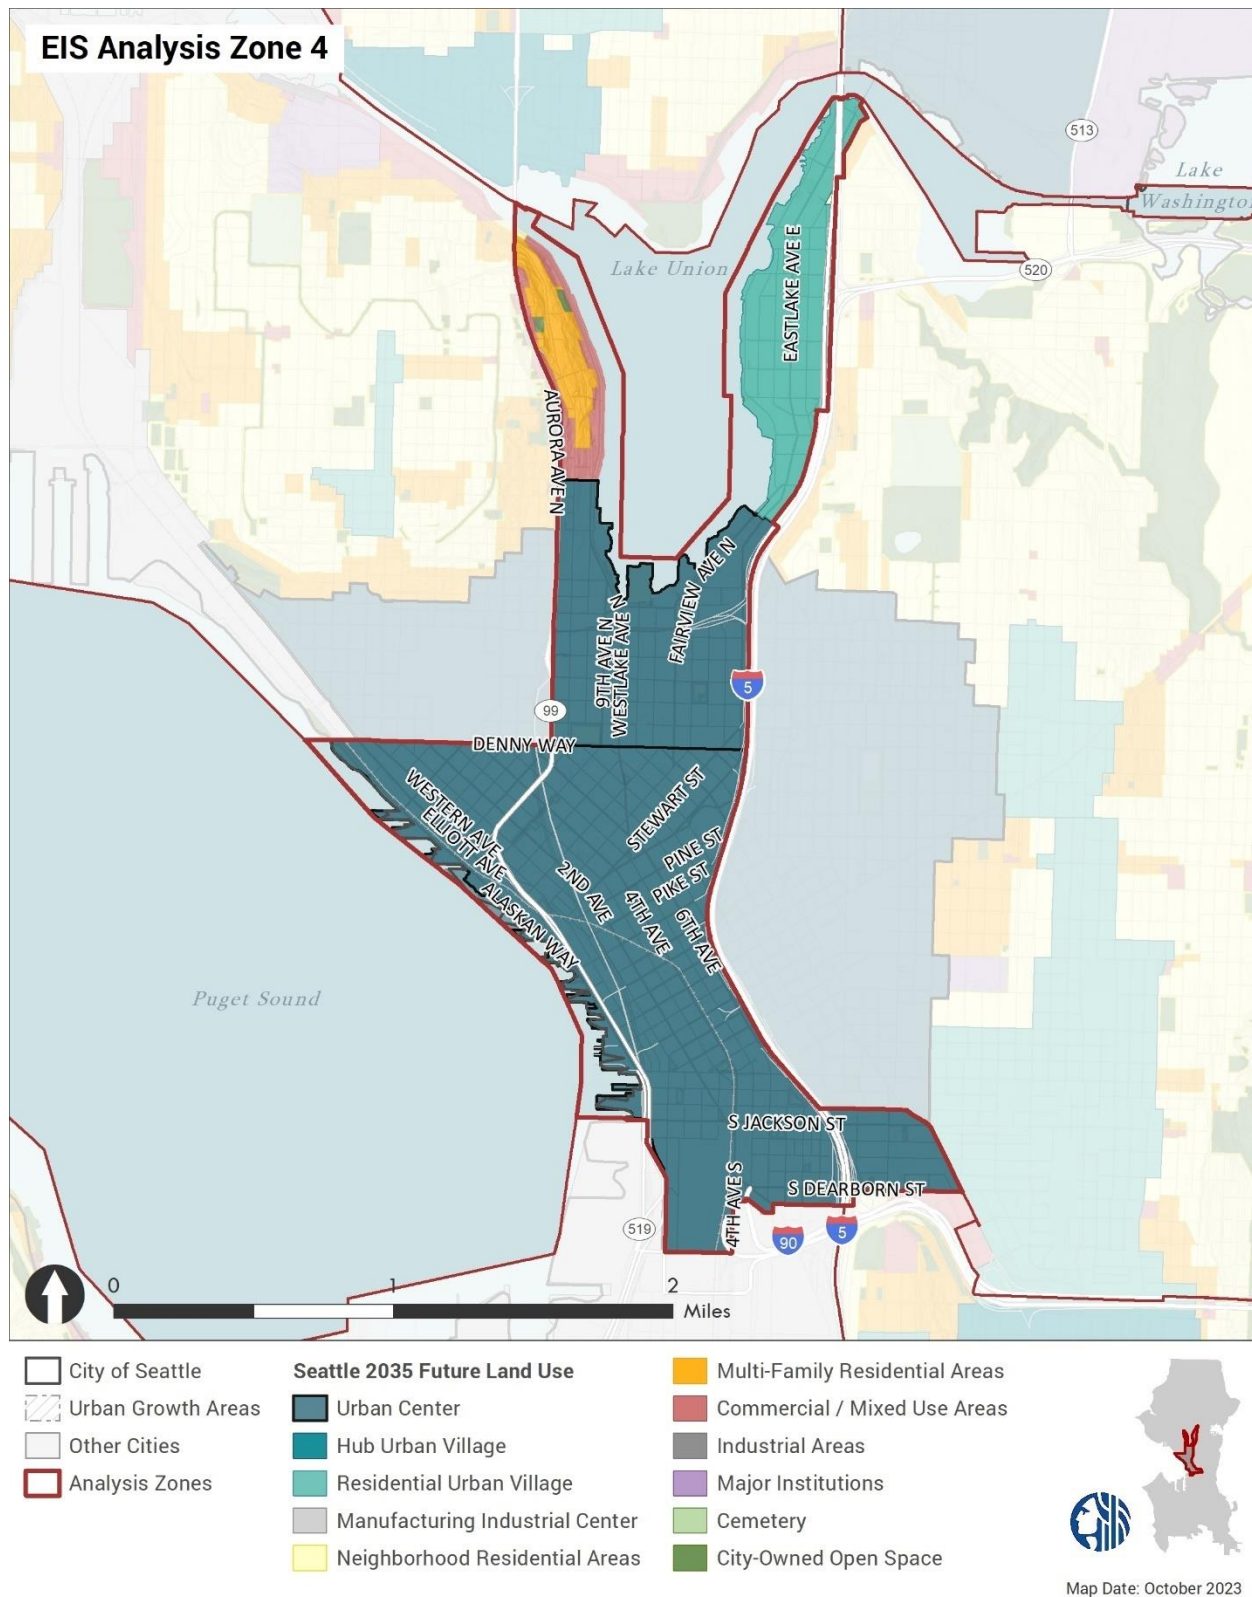 EIS Analysis Zone 4
513
Lake
Washington
Lake Union
520
EASTLAKE AVE E
AURORA AVE N
FAIRVIEW AVE N
9TH AVE N
WESTLAKE AVE N
5
99
DENNY WAY
STEWART ST
WESTERN AVE
ELLIOTT AVE
PINE ST
PIKE ST
2ND AVE
4TH AVE
6TH AVE
ALASKAN WAY
Puget Sound
S JACKSON ST
S DEARBORN ST
4TH AVE S
519
90
5
0 1 2
Miles
City of Seattle
Urban Growth Areas
Other Cities
Analysis Zones
Seattle 2035 Future Land Use
Urban Center
Hub Urban Village
Residential Urban Village
Manufacturing Industrial Center
Neighborhood Residential Areas
Multi-Family Residential Areas
Commercial / Mixed Use Areas
Industrial Areas
Major Institutions
Cemetery
City-Owned Open Space
Map Date: October 2023